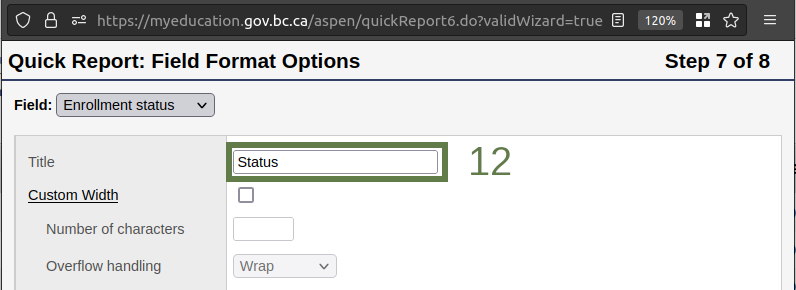 https://myeducation.gov.bc.ca/aspen/quickReport6.do?validWizard=true 120%
Quick Report: Field Format Options Step 7 of 8
Field: Enrollment status
Title Status 12
Custom Width
Number of characters
Overflow handling Wrap